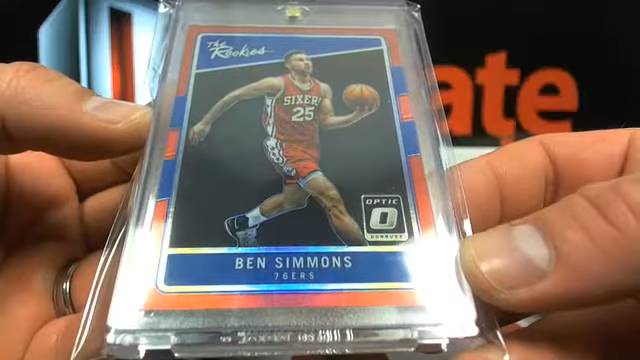 The
Rookies
ate
SIXERS
25
OPTIC
DONRUSS
BEN SIMMONS
76ERS